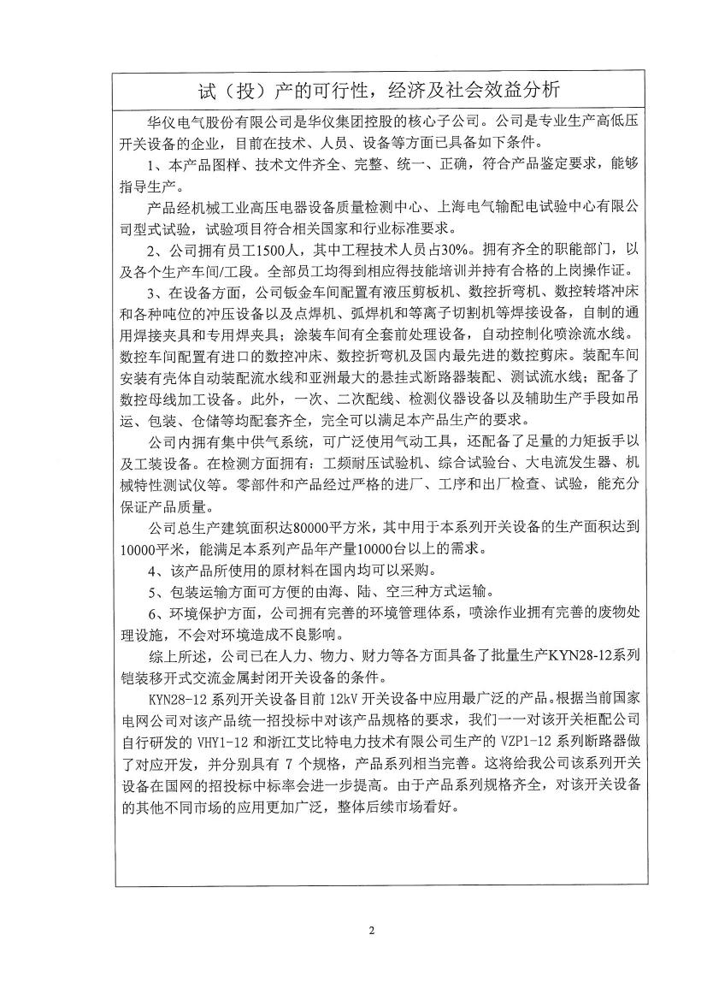 试（投）产的可行性，经济及社会效益分析
华仪电气股份有限公司是华仪集团控股的核心子公司。公司是专业生产高低压
开关设备的企业，目前在技术、人员、设备等方面已具备如下条件。
1、本产品图样、技术文件齐全、完整、统一、正确，符合产品鉴定要求，能够
指导生产。
产品经机械工业高压电器设备质量检测中心、上海电气输配电试验中心有限公
司型式试验，试验项目符合相关国家和行业标准要求。
2、公司拥有员工1500人，其中工程技术人员占30%。拥有齐全的职能部门，以
及各个生产车间/工段。全部员工均得到相应得技能培训并持有合格的上岗操作证。
3、在设备方面，公司钣金车间配置有液压剪板机、数控折弯机、数控转塔冲床
和各种吨位的冲压设备以及点焊机、弧焊机和等离子切割机等焊接设备，自制的通
用焊接夹具和专用焊夹具；涂装车间有全套前处理设备，自动控制化喷涂流水线。
数控车间配置有进口的数控冲床、数控折弯机及国内最先进的数控剪床。装配车间
安装有壳体自动装配流水线和亚洲最大的悬挂式断路器装配、测试流水线；配备了
数控母线加工设备。此外，一次、二次配线、检测仪器设备以及辅助生产手段如吊
运、包装、仓储等均配套齐全，完全可以满足本产品生产的要求。
公司内拥有集中供气系统，可广泛使用气动工具，还配备了足量的力矩扳手以
及工装设备。在检测方面拥有：工频耐压试验机、综合试验台、大电流发生器、机
械特性测试仪等。零部件和产品经过严格的进厂、工序和出厂检查、试验，能充分
保证产品质量。
公司总生产建筑面积达80000平方米，其中用于本系列开关设备的生产面积达到
10000平米，能满足本系列产品年产量10000台以上的需求。
4、该产品所使用的原材料在国内均可以采购。
5、包装运输方面可方便的由海、陆、空三种方式运输。
6、环境保护方面，公司拥有完善的环境管理体系，喷涂作业拥有完善的废物处
理设施，不会对环境造成不良影响。
综上所述，公司已在人力、物力、财力等各方面具备了批量生产KYN28-12系列
铠装移开式交流金属封闭开关设备的条件。
KYN28-12 系列开关设备目前 12kV 开关设备中应用最广泛的产品。根据当前国家
电网公司对该产品统一招投标中对该产品规格的要求，我们一一对该开关柜配公司
自行研发的 VHY1-12 和浙江艾比特电力技术有限公司生产的 VZP1-12 系列断路器做
了对应开发，并分别具有 7 个规格，产品系列相当完善。这将给我公司该系列开关
设备在国网的招投标中标率会进一步提高。由于产品系列规格齐全，对该开关设备
的其他不同市场的应用更加广泛，整体后续市场看好。
2